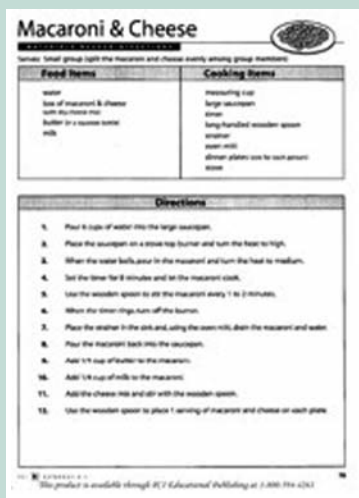 Macaroni & Cheese
Serves: Small group (split the macaroni and cheese evenly among group members)
Food Items
water
box of macaroni & cheese
(with dry cheese mix)
butter (in a squeeze bottle)
milk
Cooking Items
measuring cup
large saucepan
timer
long-handled wooden spoon
strainer
oven mitt
dinner plates (one for each person)
stove
Directions
1. Pour 6 cups of water into the large saucepan.
2. Place the saucepan on a stove top burner and turn the heat to high.
3. When the water boils, pour in the macaroni and turn the heat to medium.
4. Set the timer for 8 minutes and let the macaroni cook.
5. Use the wooden spoon to stir the macaroni every 1 to 2 minutes.
6. When the timer rings, turn off the burner.
7. Place the strainer in the sink and, using the oven mitt, drain the macaroni and water.
8. Pour the macaroni back into the saucepan.
9. Add 1/4 cup of butter to the macaroni.
10. Add 1/4 cup of milk to the macaroni.
11. Add the cheese mix and stir with the wooden spoon.
12. Use the wooden spoon to place 1 serving of macaroni and cheese on each plate.
This product is available through PCI Educational Publishing at 1-800-594-4263